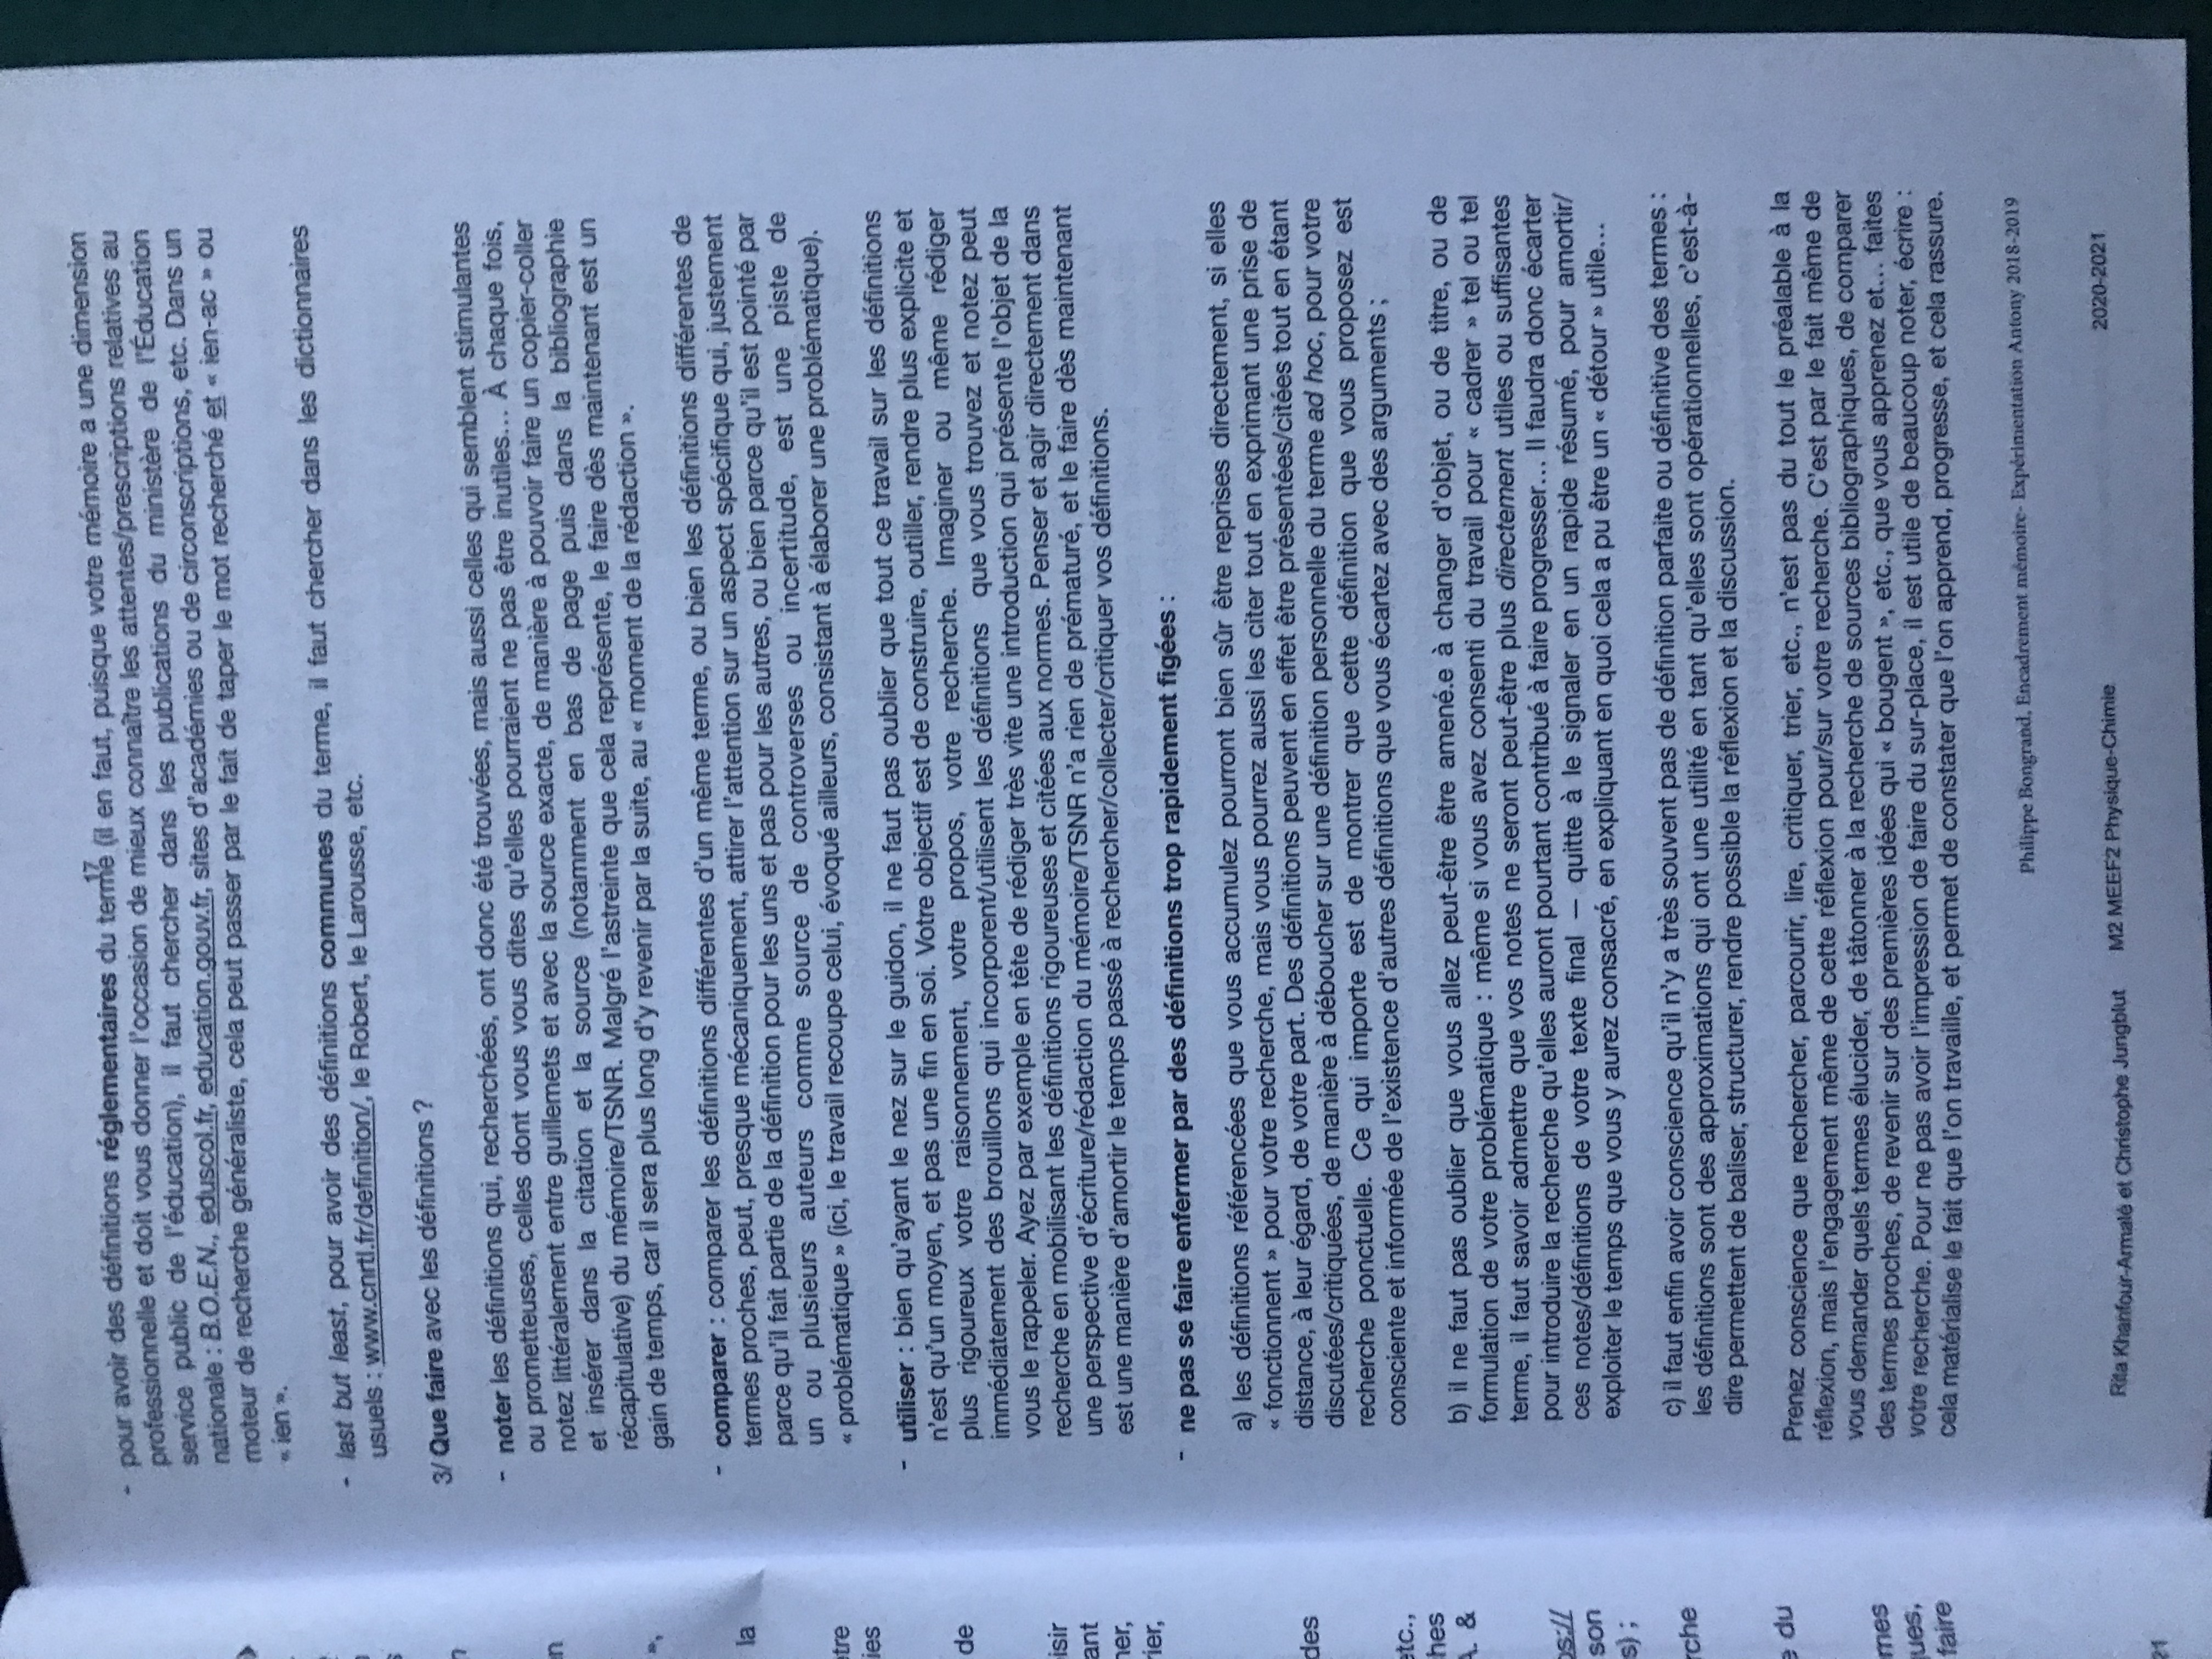 17
- pour avoir des définitions réglementaires du terme (il en faut, puisque votre mémoire a une dimension
professionnelle et doit vous donner l'occasion de mieux connaître les attentes/prescriptions relatives au
service public de l'éducation), il faut chercher dans les publications du ministère de l'Éducation
nationale : B.O.E.N., eduscol.fr, education.gouv.fr, sites d'académies ou de circonscriptions, etc. Dans un
moteur de recherche généraliste, cela peut passer par le fait de taper le mot recherché et « ien-ac » ou
« ien ».
- last but least, pour avoir des définitions communes du terme, il faut chercher dans les dictionnaires
usuels : www.cnrtl.fr/definition/, le Robert, le Larousse, etc.
3/ Que faire avec les définitions ?
- noter les définitions qui, recherchées, ont donc été trouvées, mais aussi celles qui semblent stimulantes
ou prometteuses, celles dont vous vous dites qu'elles pourraient ne pas être inutiles... À chaque fois,
notez littéralement entre guillemets et avec la source exacte, de manière à pouvoir faire un copier-coller
et insérer dans la citation et la source (notamment en bas de page puis dans la bibliographie
récapitulative) du mémoire/TSNR. Malgré l'astreinte que cela représente, le faire dès maintenant est un
gain de temps, car il sera plus long d'y revenir par la suite, au « moment de la rédaction ».
- comparer : comparer les définitions différentes d'un même terme, ou bien les définitions différentes de
termes proches, peut, presque mécaniquement, attirer l'attention sur un aspect spécifique qui, justement
parce qu'il fait partie de la définition pour les uns et pas pour les autres, ou bien parce qu'il est pointé par
un ou plusieurs auteurs comme source de controverses ou incertitude, est une piste de
« problématique » (ici, le travail recoupe celui, évoqué ailleurs, consistant à élaborer une problématique).
- utiliser : bien qu'ayant le nez sur le guidon, il ne faut pas oublier que tout ce travail sur les définitions
n'est qu'un moyen, et pas une fin en soi. Votre objectif est de construire, outiller, rendre plus explicite et
plus rigoureux votre raisonnement, votre propos, votre recherche. Imaginer ou même rédiger
immédiatement des brouillons qui incorporent/utilisent les définitions que vous trouvez et notez peut
vous le rappeler. Ayez par exemple en tête de rédiger très vite une introduction qui présente l'objet de la
recherche en mobilisant les définitions rigoureuses et citées aux normes. Penser et agir directement dans
une perspective d'écriture/rédaction du mémoire/TSNR n'a rien de prématuré, et le faire dès maintenant
est une manière d'amortir le temps passé à rechercher/collecter/critiquer vos définitions.
- ne pas se faire enfermer par des définitions trop rapidement figées :
a) les définitions référencées que vous accumulez pourront bien sûr être reprises directement, si elles
« fonctionnent » pour votre recherche, mais vous pourrez aussi les citer tout en exprimant une prise de
distance, à leur égard, de votre part. Des définitions peuvent en effet être présentées/citées tout en étant
discutées/critiquées, de manière à déboucher sur une définition personnelle du terme ad hoc, pour votre
recherche ponctuelle. Ce qui importe est de montrer que cette définition que vous proposez est
consciente et informée de l'existence d'autres définitions que vous écartez avec des arguments ;
b) il ne faut pas oublier que vous allez peut-être être amené.e à changer d'objet, ou de titre, ou de
formulation de votre problématique : même si vous avez consenti du travail pour « cadrer » tel ou tel
terme, il faut savoir admettre que vos notes ne seront peut-être plus directement utiles ou suffisantes
pour introduire la recherche qu'elles auront pourtant contribué à faire progresser... Il faudra donc écarter
ces notes/définitions de votre texte final — quitte à le signaler en un rapide résumé, pour amortir/
exploiter le temps que vous y aurez consacré, en expliquant en quoi cela a pu être un « détour » utile...
c) il faut enfin avoir conscience qu'il n'y a très souvent pas de définition parfaite ou définitive des termes :
les définitions sont des approximations qui ont une utilité en tant qu'elles sont opérationnelles, c'est-à-
dire permettent de baliser, structurer, rendre possible la réflexion et la discussion.
Prenez conscience que rechercher, parcourir, lire, critiquer, trier, etc., n'est pas du tout le préalable à la
réflexion, mais l'engagement même de cette réflexion pour/sur votre recherche. C'est par le fait même de
vous demander quels termes élucider, de tâtonner à la recherche de sources bibliographiques, de comparer
des termes proches, de revenir sur des premières idées qui « bougent », etc., que vous apprenez et... faites
votre recherche. Pour ne pas avoir l'impression de faire du sur-place, il est utile de beaucoup noter, écrire :
cela matérialise le fait que l'on travaille, et permet de constater que l'on apprend, progresse, et cela rassure.
Philippe Bongrand, Encadrement mémoire- Expérimentation Antony 2018-2019
Rita Khanfour-Armalé et Christophe Jungblut M2 MEEF2 Physique-Chimie 2020-2021